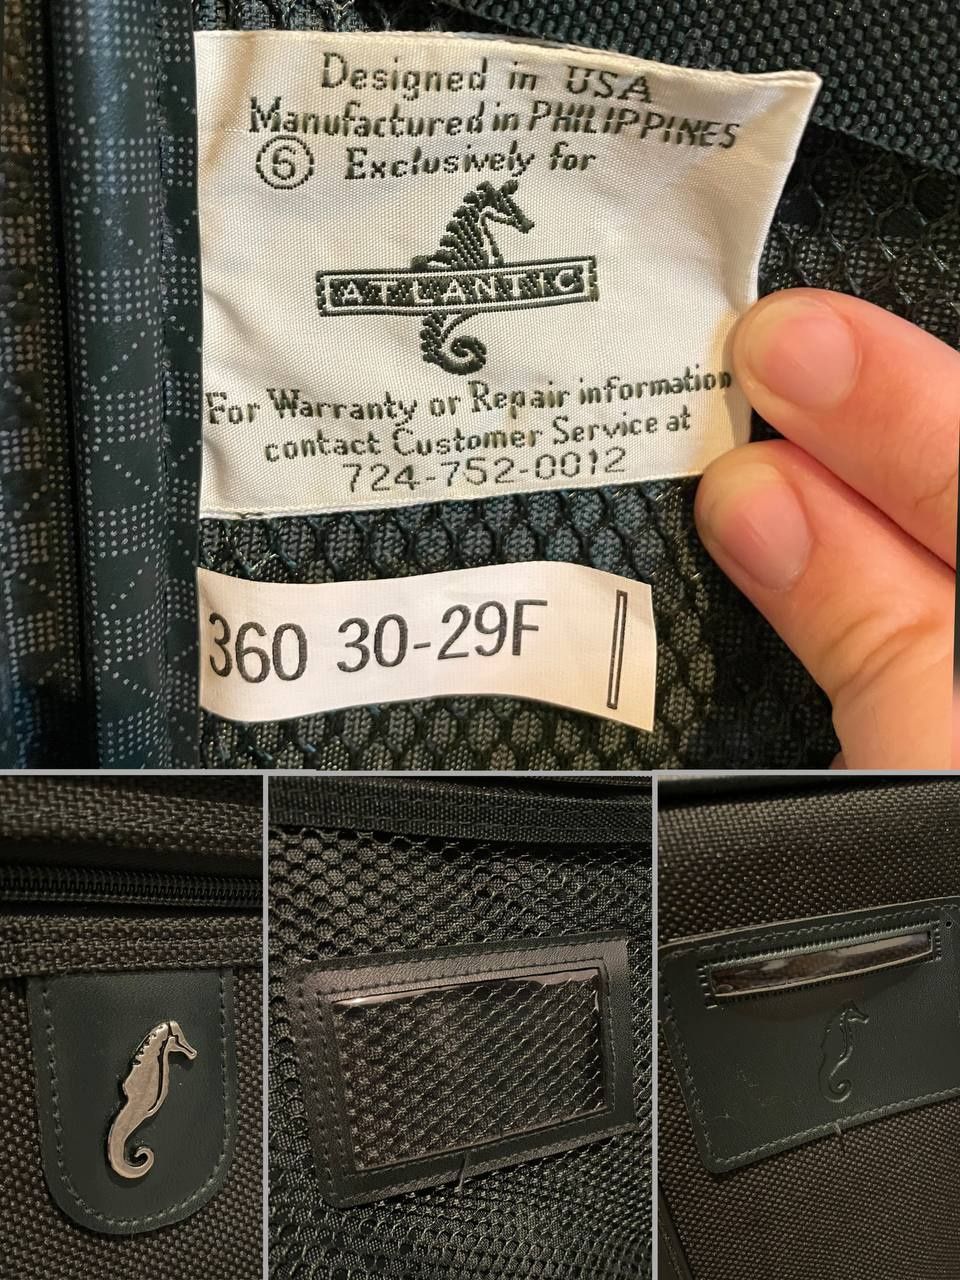 Designed in USA
Manufactured in PHILIPPINES
6 Exclusively for
ATLANTIC
For Warranty or Repair information
contact Customer Service at
724-752-0012
360 30-29F